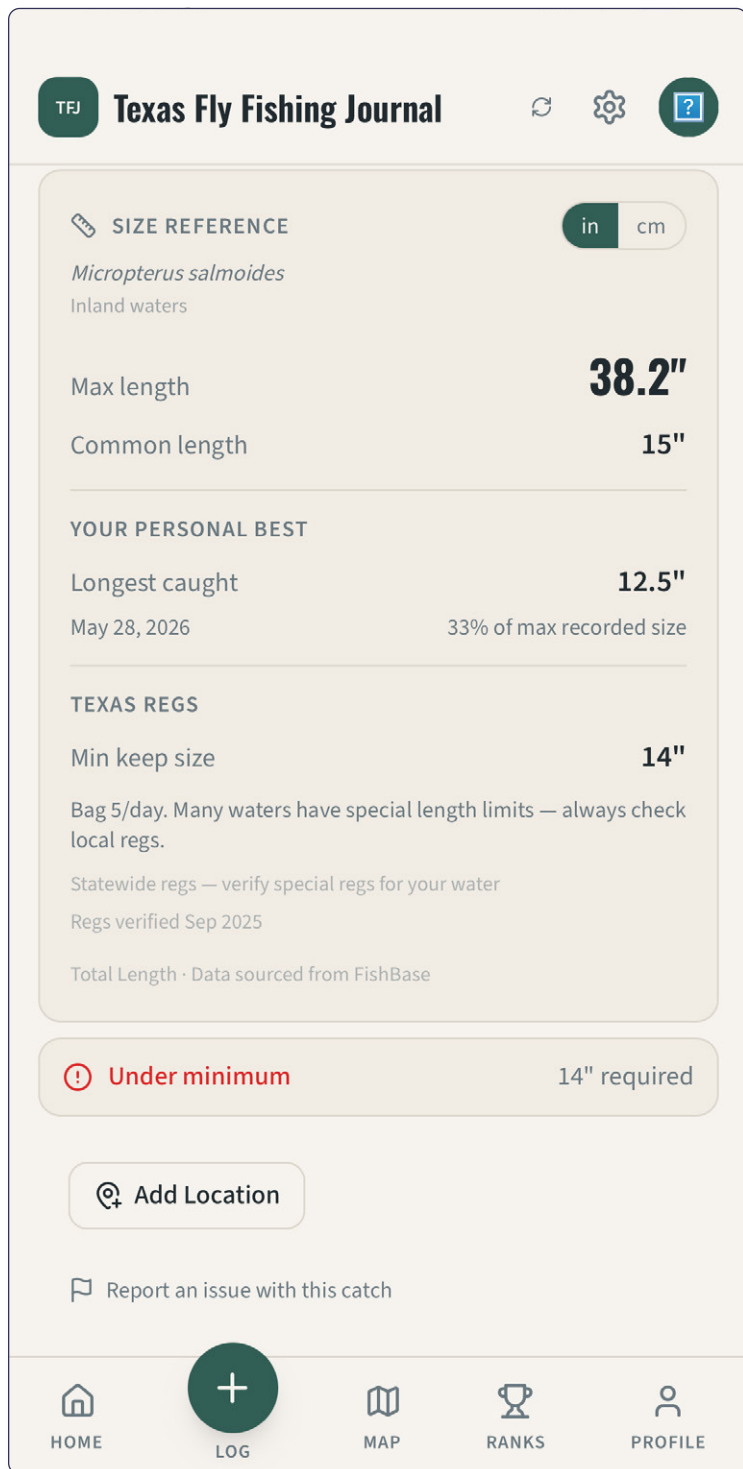 TFJ
Texas Fly Fishing Journal
?
SIZE REFERENCE
in
cm
Micropterus salmoides
Inland waters
Max length
38.2"
Common length
15"
YOUR PERSONAL BEST
Longest caught
12.5"
May 28, 2026
33% of max recorded size
TEXAS REGS
Min keep size
14"
Bag 5/day. Many waters have special length limits — always check
local regs.
Statewide regs — verify special regs for your water
Regs verified Sep 2025
Total Length · Data sourced from FishBase
Under minimum
14" required
Add Location
Report an issue with this catch
HOME
LOG
MAP
RANKS
PROFILE